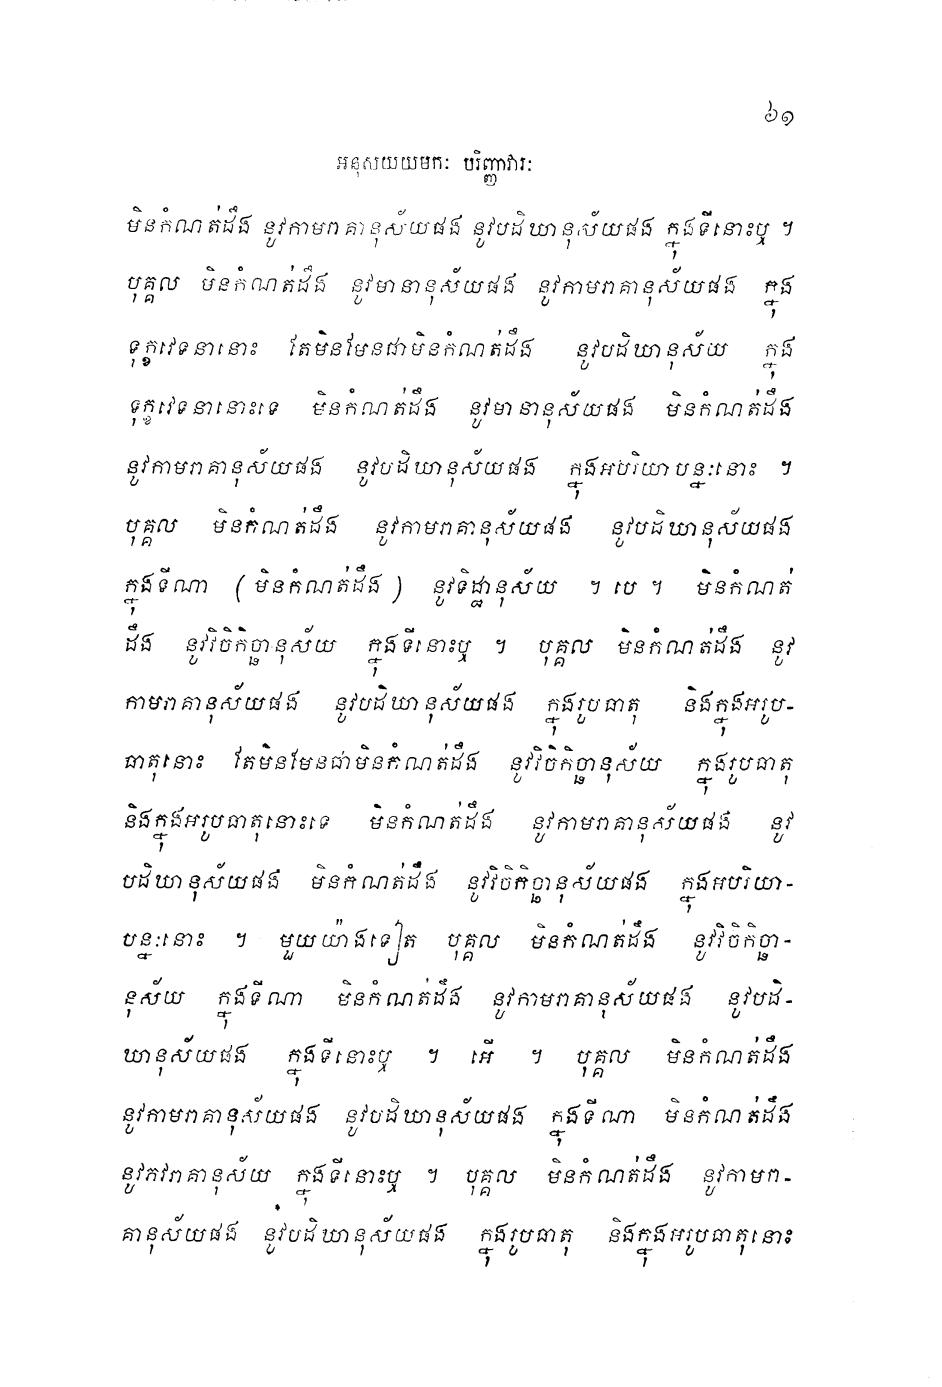 ៦១
អនុសយយមកៈ បរិញ្ញាវារៈ
មិនកំណត់ដឹង នូវកាមរាគានុស័យផង នូវបដិឃានុស័យផង ក្នុងទីនោះឬ ។
បុគ្គល មិនកំណត់ដឹង នូវមានានុស័យផង នូវកាមរាគានុស័យផង ក្នុង
ទុក្ខវេទនានោះ តែមិនមែនជាមិនកំណត់ដឹង នូវបដិឃានុស័យ ក្នុង
ទុក្ខវេទនានោះទេ មិនកំណត់ដឹង នូវមានានុស័យផង មិនកំណត់ដឹង
នូវកាមរាគានុស័យផង នូវបដិឃានុស័យផង ក្នុងអបរិយាបន្នៈនោះ ។
បុគ្គល មិនកំណត់ដឹង នូវកាមរាគានុស័យផង នូវបដិឃានុស័យផង
ក្នុងទីណា (មិនកំណត់ដឹង) នូវទិដ្ឋានុស័យ ។ បេ ។ មិនកំណត់
ដឹង នូវវិចិកិច្ឆានុស័យ ក្នុងទីនោះឬ ។ បុគ្គល មិនកំណត់ដឹង នូវ
កាមរាគានុស័យផង នូវបដិឃានុស័យផង ក្នុងរូបធាតុ និងក្នុងអរូប-
ធាតុនោះ តែមិនមែនជាមិនកំណត់ដឹង នូវវិចិកិច្ឆានុស័យ ក្នុងរូបធាតុ
និងក្នុងអរូបធាតុនោះទេ មិនកំណត់ដឹង នូវកាមរាគានុស័យផង នូវ
បដិឃានុស័យផង មិនកំណត់ដឹង នូវវិចិកិច្ឆានុស័យផង ក្នុងអបរិយា-
បន្នៈនោះ ។ មួយយ៉ាងទៀត បុគ្គល មិនកំណត់ដឹង នូវវិចិកិច្ឆា-
នុស័យ ក្នុងទីណា មិនកំណត់ដឹង នូវកាមរាគានុស័យផង នូវបដិ-
ឃានុស័យផង ក្នុងទីនោះឬ ។ អើ ។ បុគ្គល មិនកំណត់ដឹង
នូវកាមរាគានុស័យផង នូវបដិឃានុស័យផង ក្នុងទីណា មិនកំណត់ដឹង
នូវភវរាគានុស័យ ក្នុងទីនោះឬ ។ បុគ្គល មិនកំណត់ដឹង នូវកាមរា-
គានុស័យផង នូវបដិឃានុស័យផង ក្នុងរូបធាតុ និងក្នុងអរូបធាតុនោះ